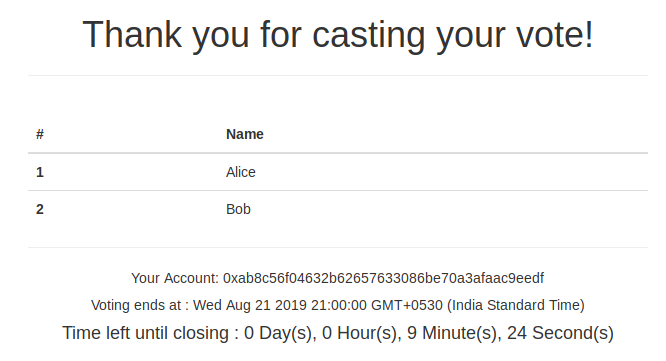 Thank you for casting your vote!
# Name
1 Alice
2 Bob
Your Account: 0xab8c56f04632b62657633086be70a3afaac9eedf
Voting ends at : Wed Aug 21 2019 21:00:00 GMT+0530 (India Standard Time)
Time left until closing : 0 Day(s), 0 Hour(s), 9 Minute(s), 24 Second(s)